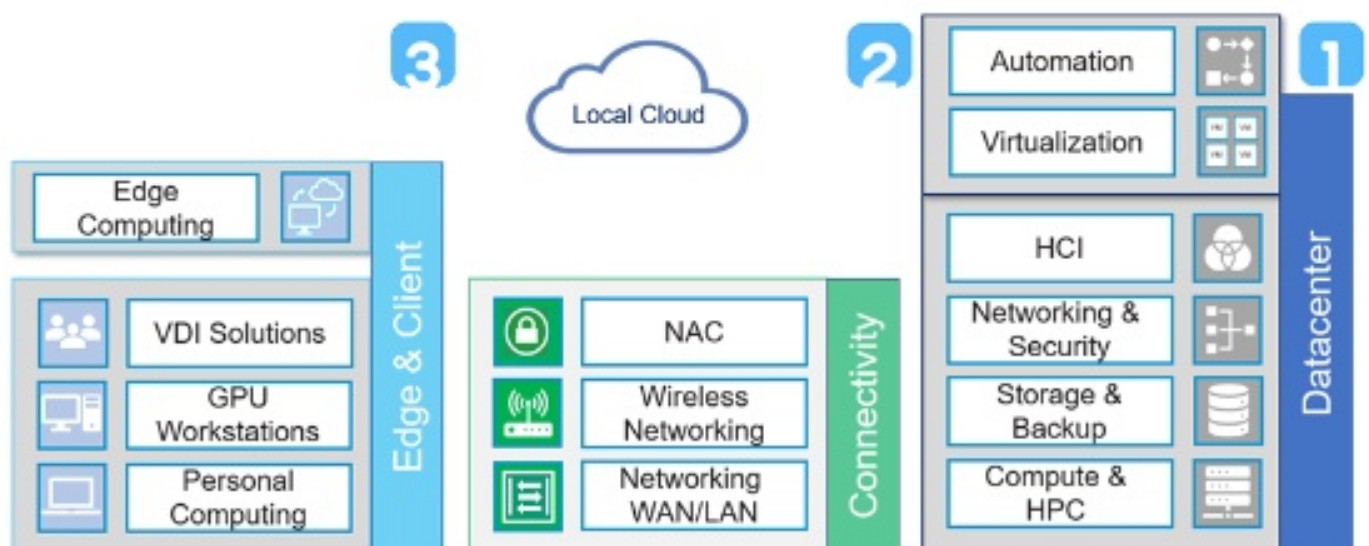 3
Local Cloud
2
Automation
1
Virtualization
Edge
Computing
Edge & Client
VDI Solutions
GPU
Workstations
Personal
Computing
NAC
Wireless
Networking
Networking
WAN/LAN
Connectivity
HCI
Networking &
Security
Storage &
Backup
Compute &
HPC
Datacenter